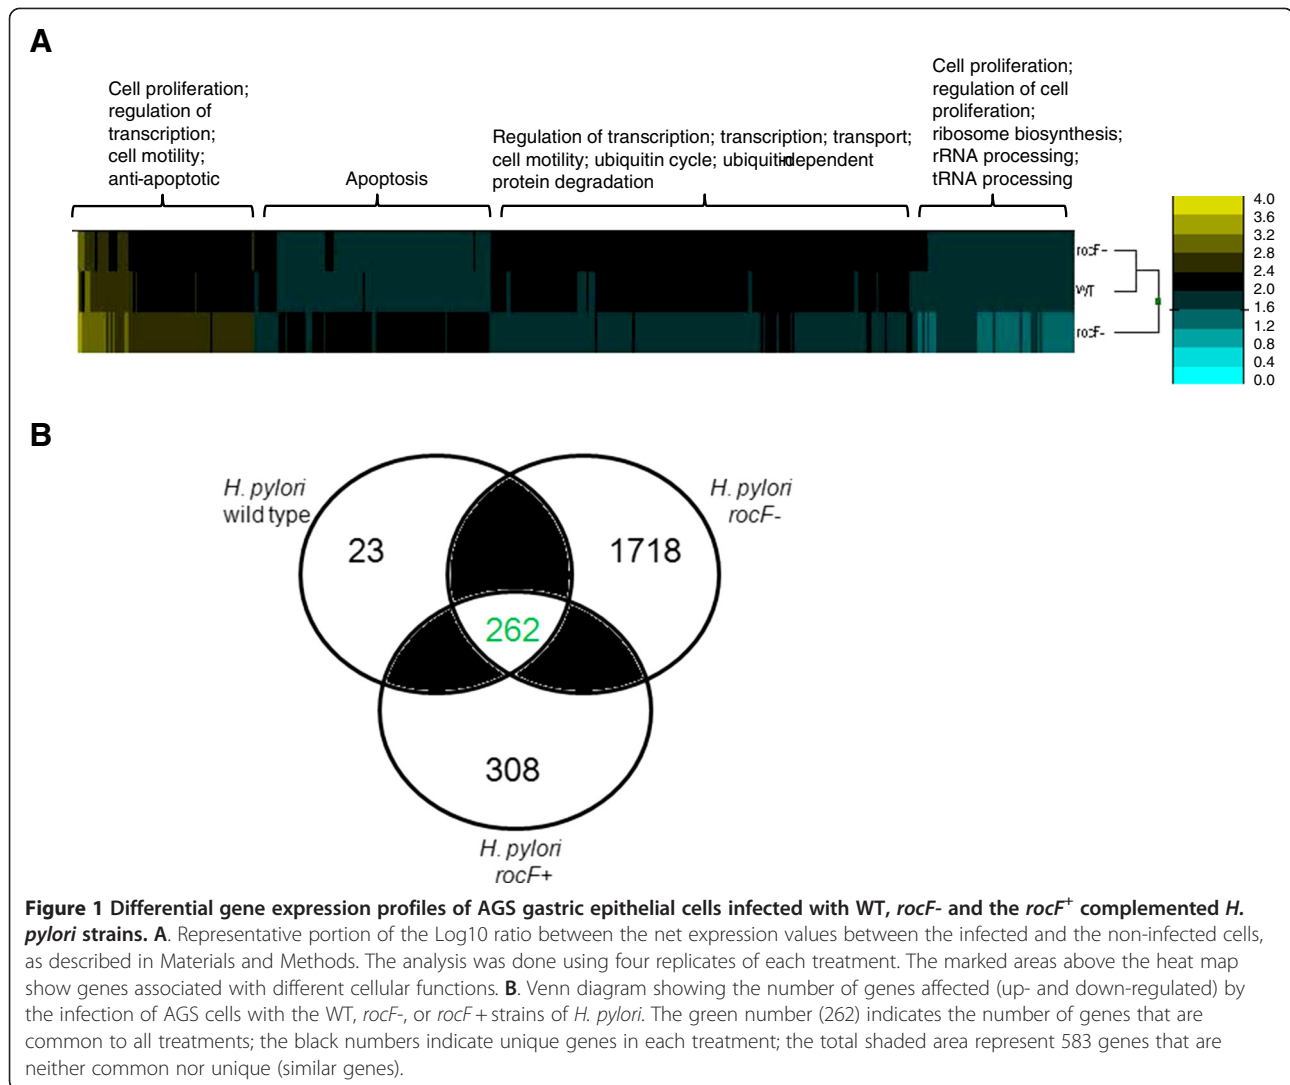 A
Cell proliferation;
regulation of
transcription;
cell motility;
anti-apoptotic
Apoptosis
Regulation of transcription; transcription; transport;
cell motility; ubiquitin cycle; ubiquitin-dependent
protein degradation
Cell proliferation;
regulation of cell
proliferation;
ribosome biosynthesis;
rRNA processing;
tRNA processing
rocF-
WT
rocF-
4.0
3.6
3.2
2.8
2.4
2.0
1.6
1.2
0.8
0.4
0.0
B
H. pylori
wild type
H. pylori
rocF-
23
1718
262
308
H. pylori
rocF+
Figure 1 Differential gene expression profiles of AGS gastric epithelial cells infected with WT, rocF- and the rocF+ complemented H.
pylori strains. A. Representative portion of the Log10 ratio between the net expression values between the infected and the non-infected cells,
as described in Materials and Methods. The analysis was done using four replicates of each treatment. The marked areas above the heat map
show genes associated with different cellular functions. B. Venn diagram showing the number of genes affected (up- and down-regulated) by
the infection of AGS cells with the WT, rocF-, or rocF + strains of H. pylori. The green number (262) indicates the number of genes that are
common to all treatments; the black numbers indicate unique genes in each treatment; the total shaded area represent 583 genes that are
neither common nor unique (similar genes).